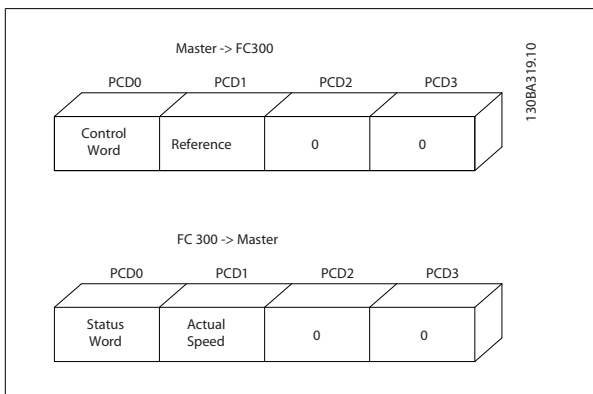 Master -> FC300
PCD0 PCD1 PCD2 PCD3
Control
Word
Reference
0
0
FC 300 -> Master
PCD0 PCD1 PCD2 PCD3
Status
Word
Actual
Speed
0
0
130BA319.10